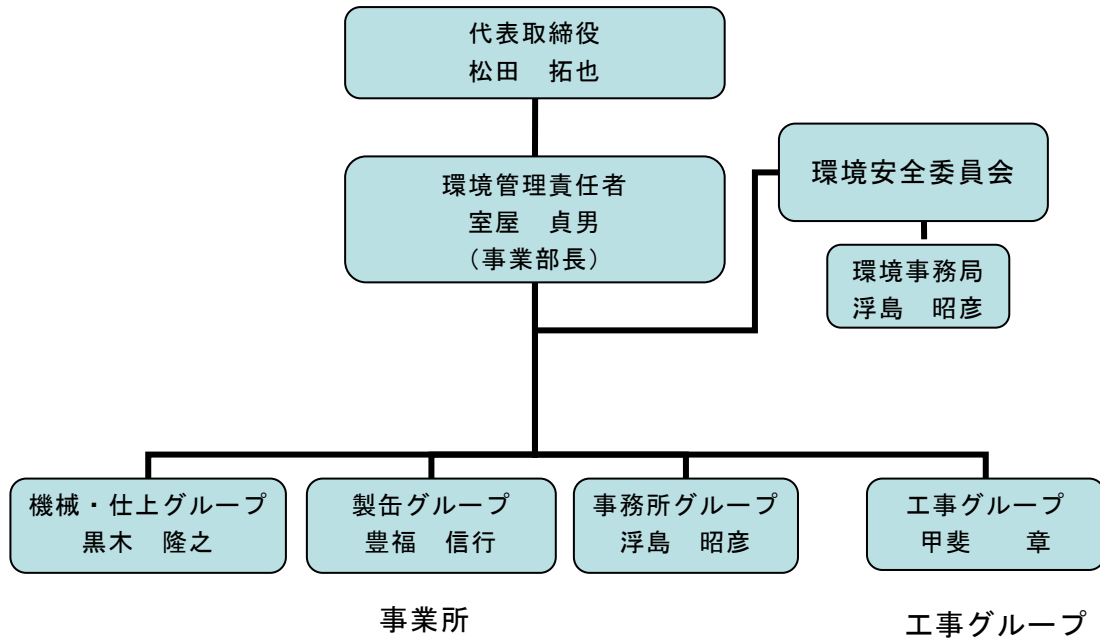 代表取締役
松田　拓也
環境管理責任者
室屋　貞男
（事業部長）
環境安全委員会
環境事務局
浮島　昭彦
機械・仕上グループ
黒木　隆之
製缶グループ
豊福　信行
事務所グループ
浮島　昭彦
工事グループ
甲斐　　章
事業所
工事グループ